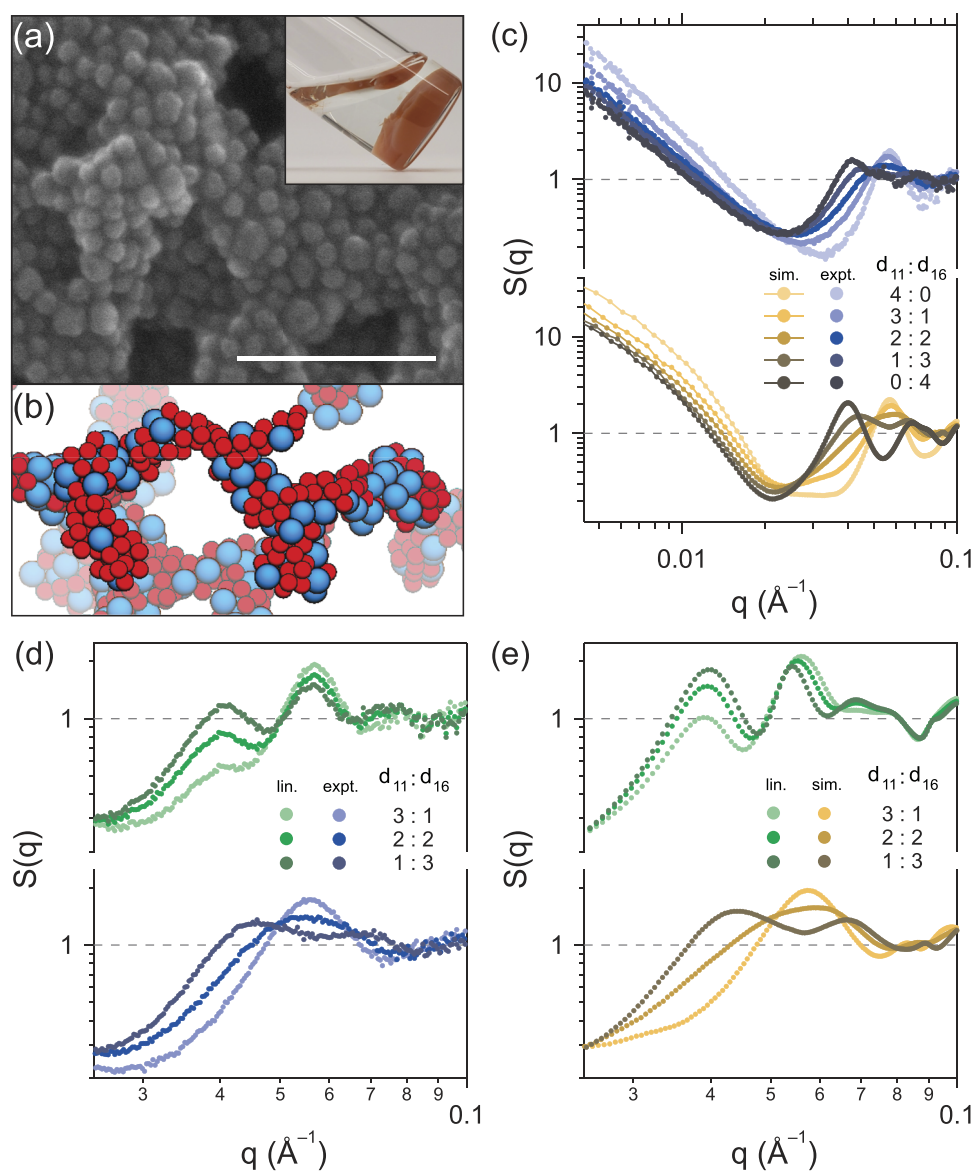 (a)
(b)
(c)
10
1
S(q)
sim. expt. d₁₁:d₁₆
4 : 0
3 : 1
2 : 2
1 : 3
0 : 4
10
1
0.01 0.1
q (Å⁻¹)
(d)
1
lin. expt. d₁₁:d₁₆
3 : 1
2 : 2
1 : 3
S(q)
1
3 4 5 6 7 8 9
0.1
q (Å⁻¹)
(e)
1
lin. sim. d₁₁:d₁₆
3 : 1
2 : 2
1 : 3
S(q)
1
3 4 5 6 7 8 9
0.1
q (Å⁻¹)